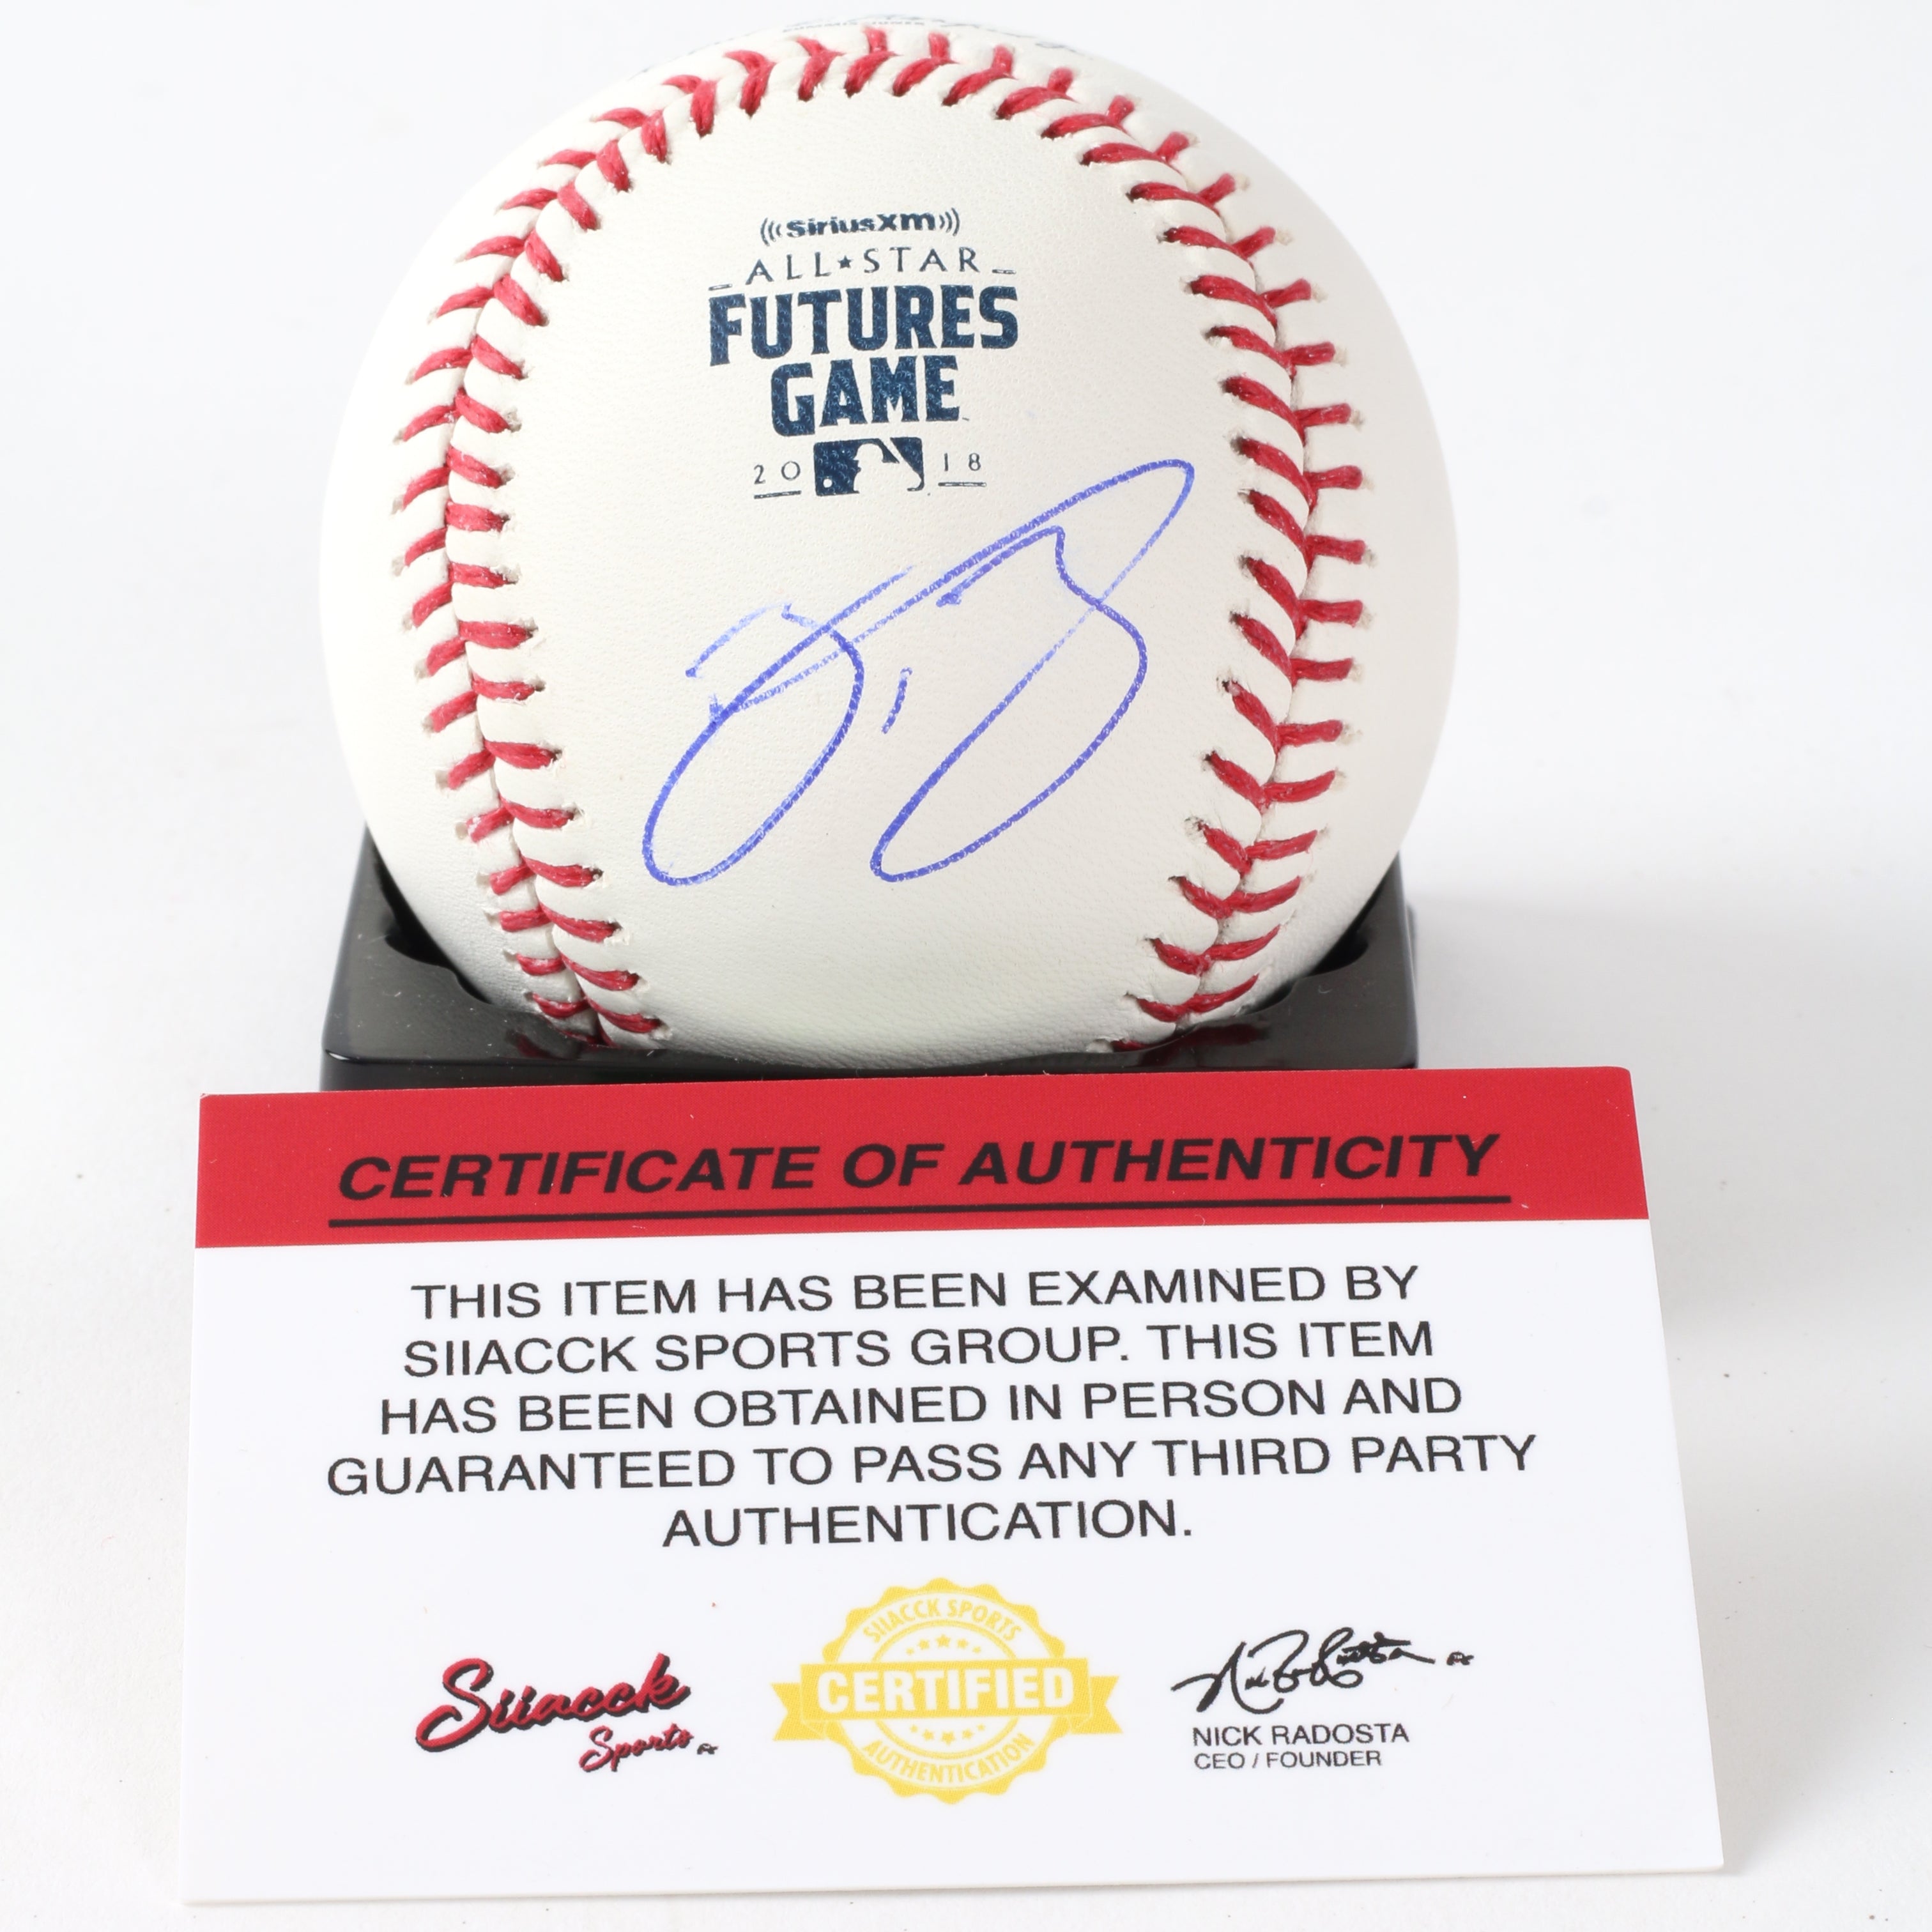 SiriusXM
ALL★STAR
FUTURES
GAME
2018
CERTIFICATE OF AUTHENTICITY
THIS ITEM HAS BEEN EXAMINED BY
SIIACCK SPORTS GROUP. THIS ITEM
HAS BEEN OBTAINED IN PERSON AND
GUARANTEED TO PASS ANY THIRD PARTY
AUTHENTICATION.
Siiacck
Sports
SIIACCK SPORTS
CERTIFIED
AUTHENTICATION
NICK RADOSTA
CEO / FOUNDER